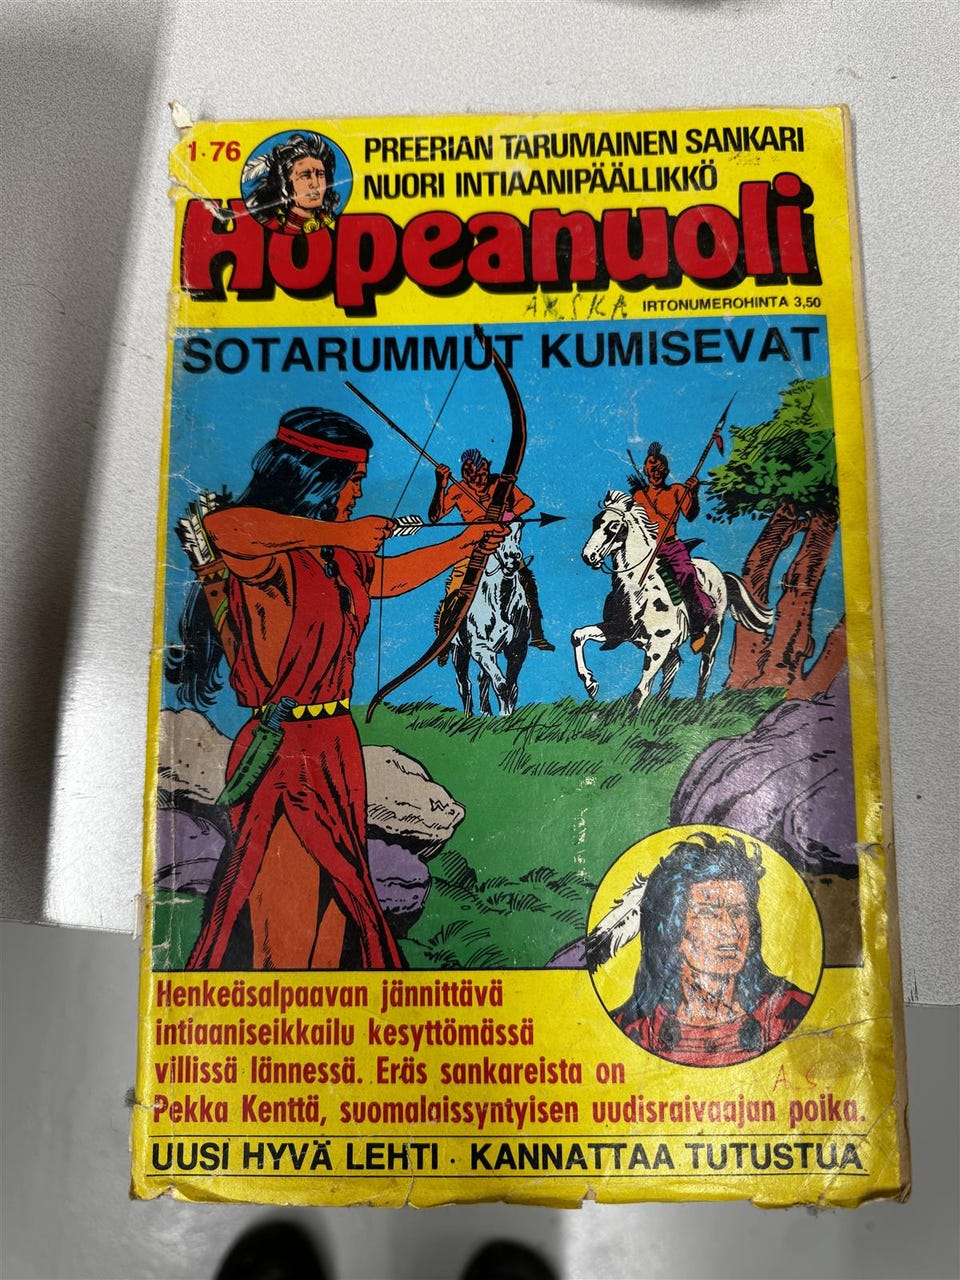 1·76
PREERIAN TARUMAINEN SANKARI
NUORI INTIAANIPÄÄLLIKKÖ
Hopeanuoli
ARSKA
IRTONUMEROHINTA 3,50
SOTARUMMUT KUMISEVAT
Henkeäsalpaavan jännittävä
intiaaniseikkailu kesyttömässä
villissä lännessä. Eräs sankareista on
Pekka Kenttä, suomalaissyntyisen uudisraivaajan poika.
A.S.
UUSI HYVÄ LEHTI · KANNATTAA TUTUSTUA